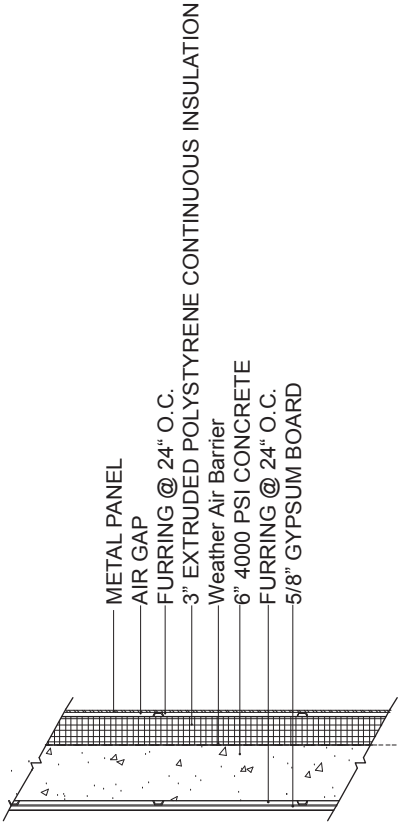 METAL PANEL
AIR GAP
FURRING @ 24“ O.C.
3” EXTRUDED POLYSTYRENE CONTINUOUS INSULATION
Weather Air Barrier
6” 4000 PSI CONCRETE
FURRING @ 24“ O.C.
5/8” GYPSUM BOARD